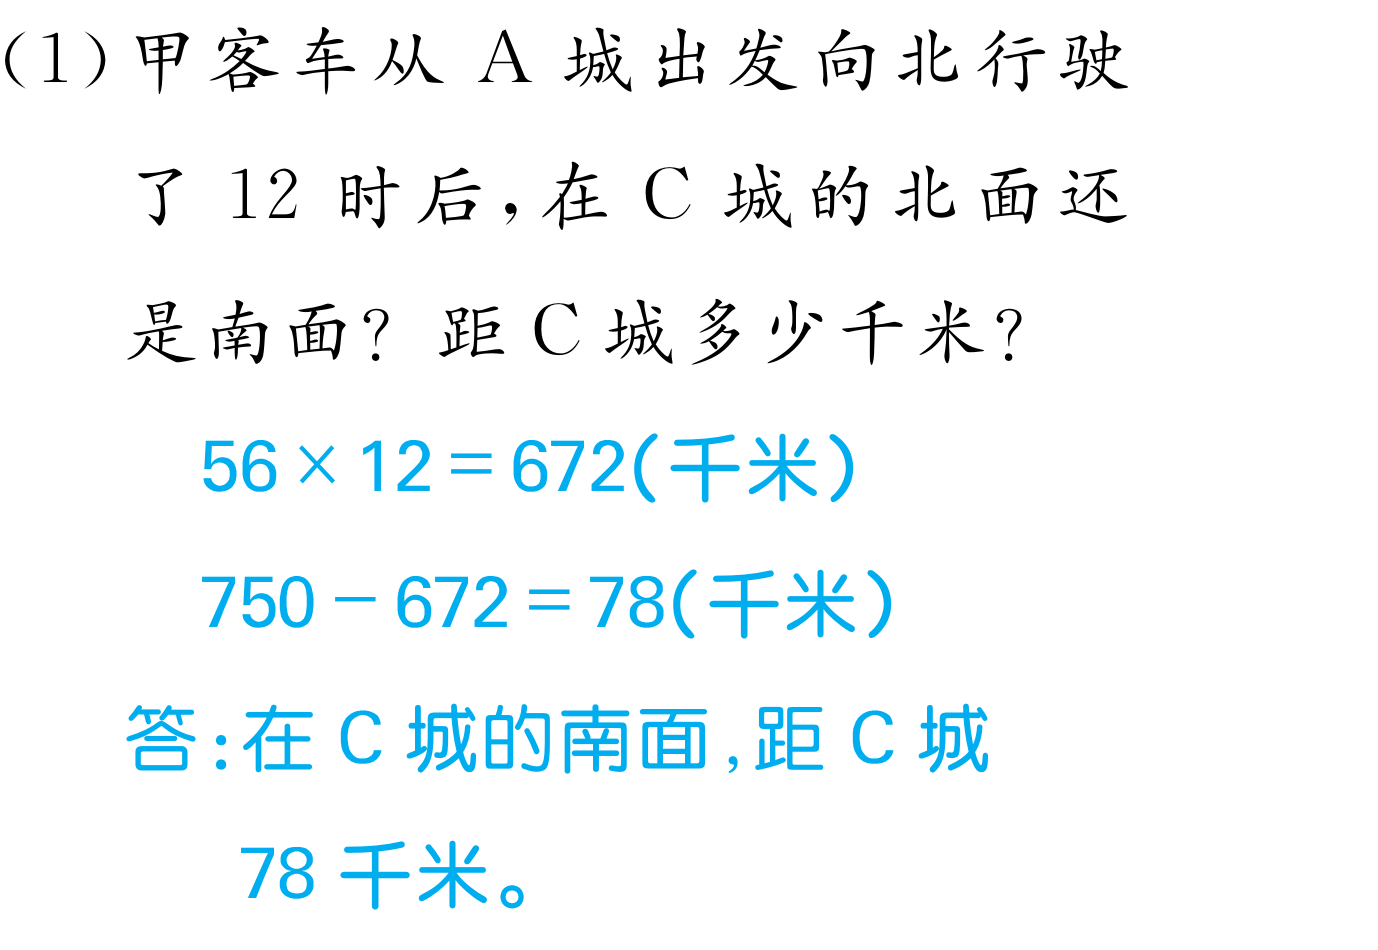 (1)甲客车从 A 城出发向北行驶
了 12 时后,在 C 城的北面还
是南面? 距 C 城多少千米?
56×12=672(千米)
750-672=78(千米)
答:在 C 城的南面,距 C 城
78 千米。